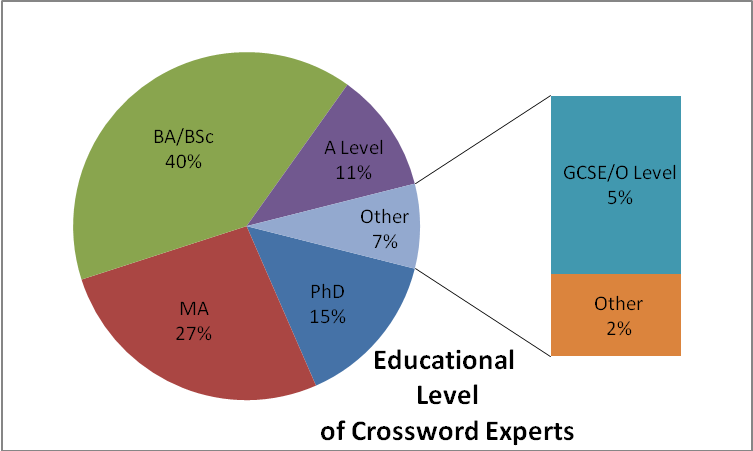 BA/BSc
40%
A Level
11%
Other
7%
PhD
15%
MA
27%
GCSE/O Level
5%
Other
2%
Educational
Level
of Crossword Experts